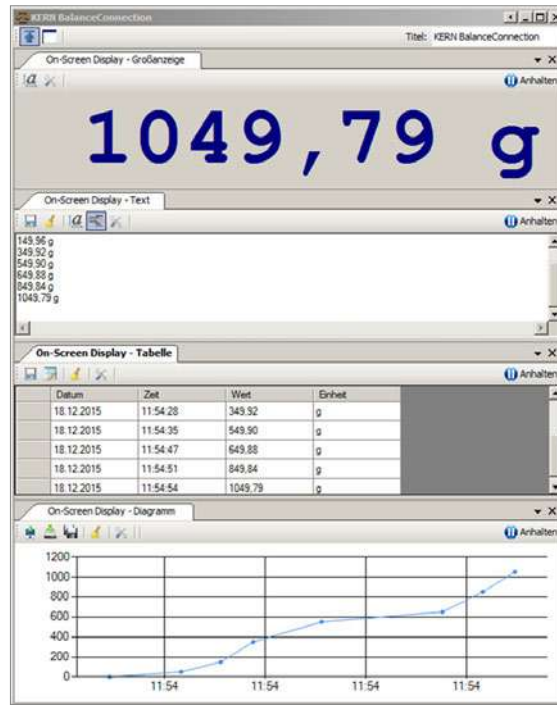 KERN BalanceConnection
Titel: KERN BalanceConnection
On-Screen Display - Großanzeige
a Anhalten
1049,79 g
On-Screen Display - Text
a Anhalten
149,96 g
349,92 g
549,90 g
649,88 g
849,84 g
1049,79 g
On-Screen Display - Tabelle
Anhalten
Datum Zeit Wert Einheit
18.12.2015 11:54:28 349,92 g
18.12.2015 11:54:35 549,90 g
18.12.2015 11:54:47 649,88 g
18.12.2015 11:54:51 849,84 g
18.12.2015 11:54:54 1049,79 g
On-Screen Display - Diagramm
Anhalten
1200
1000
800
600
400
200
0
11:54 11:54 11:54 11:54